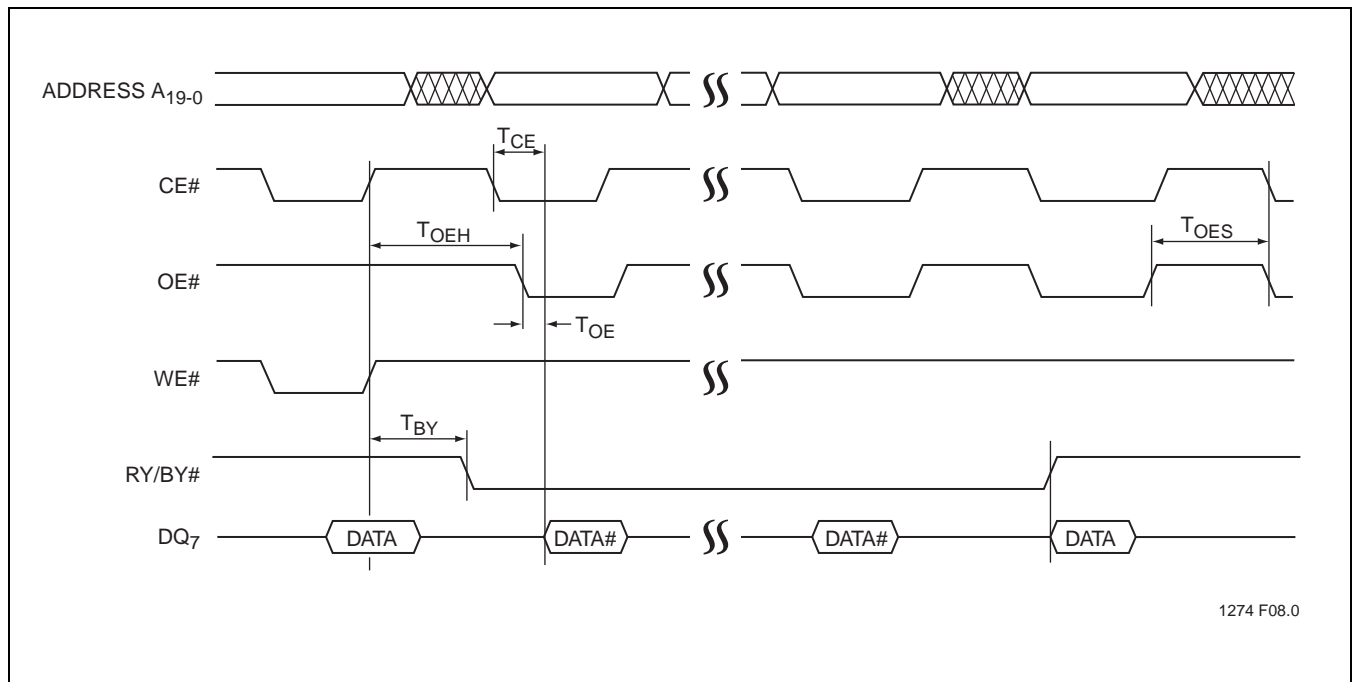 ADDRESS A19-0
TCE
CE#
TOEH
TOES
OE#
TOE
WE#
TBY
RY/BY#
DQ7
DATA
DATA#
DATA#
DATA
1274 F08.0